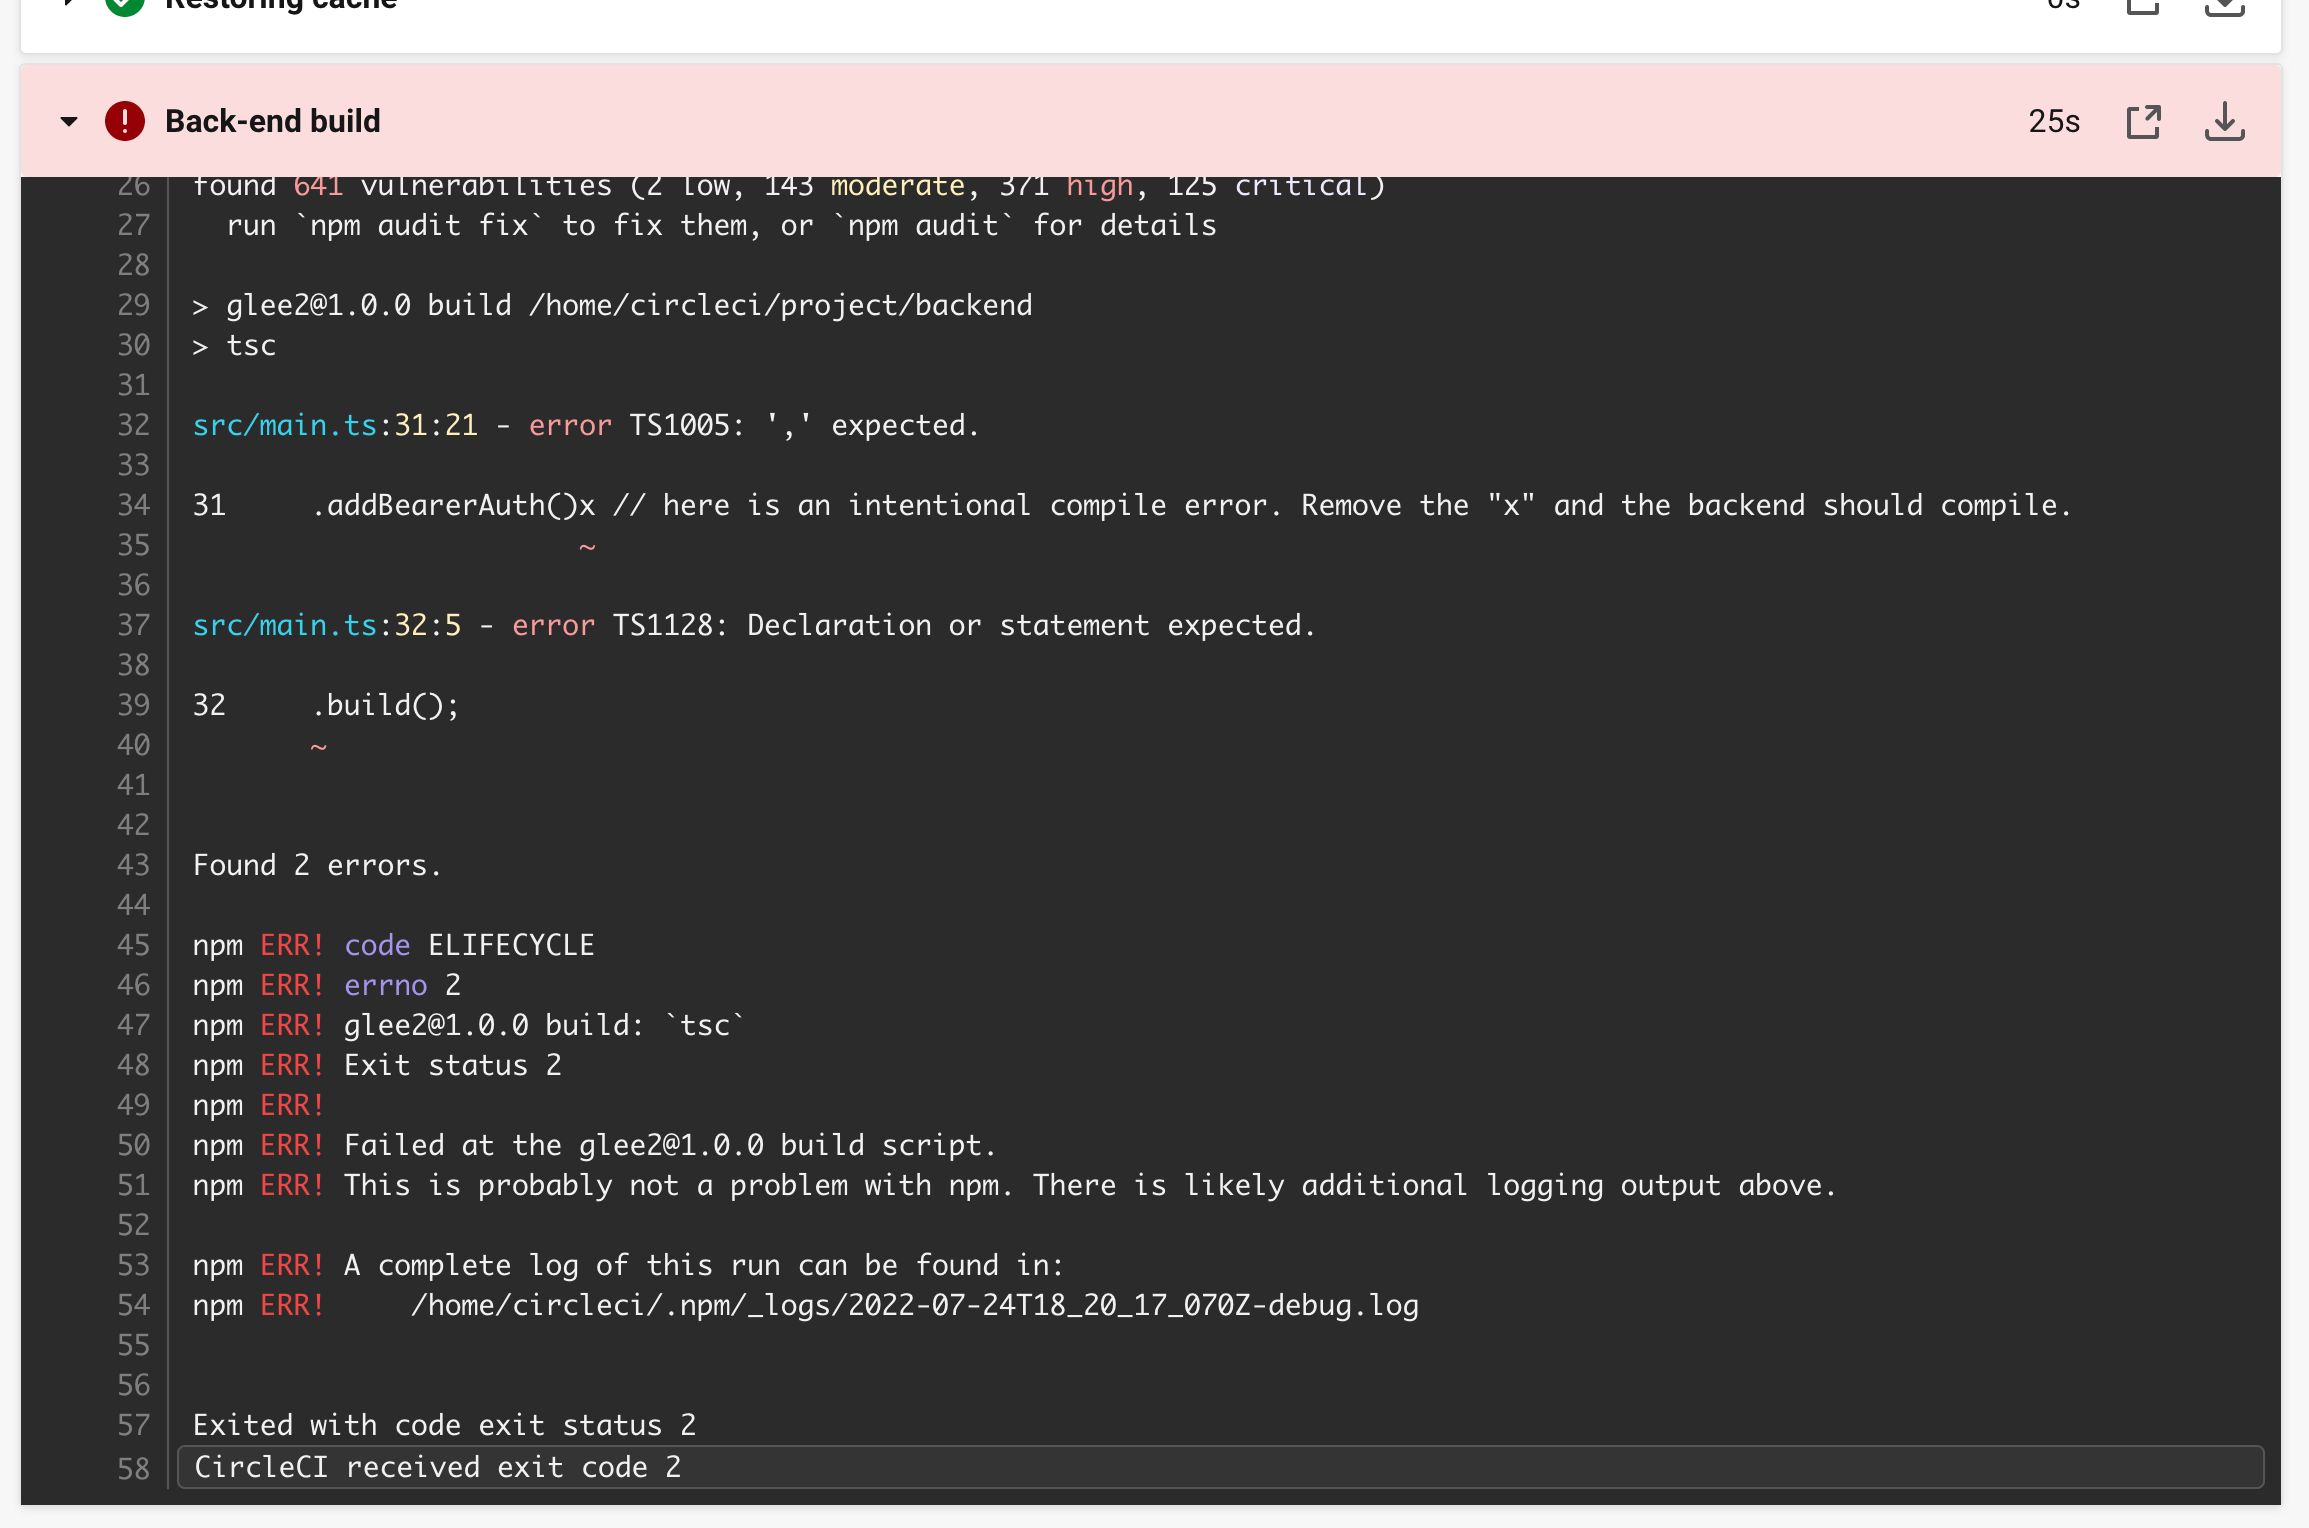 Restoring cache 0s
Back-end build 25s
26 found 641 vulnerabilities (2 low, 143 moderate, 371 high, 125 critical)
27   run `npm audit fix` to fix them, or `npm audit` for details
28
29 > glee2@1.0.0 build /home/circleci/project/backend
30 > tsc
31
32 src/main.ts:31:21 - error TS1005: ',' expected.
33
34 31     .addBearerAuth()x // here is an intentional compile error. Remove the "x" and the backend should compile.
35                        ~
36
37 src/main.ts:32:5 - error TS1128: Declaration or statement expected.
38
39 32     .build();
40        ~
41
42
43 Found 2 errors.
44
45 npm ERR! code ELIFECYCLE
46 npm ERR! errno 2
47 npm ERR! glee2@1.0.0 build: `tsc`
48 npm ERR! Exit status 2
49 npm ERR!
50 npm ERR! Failed at the glee2@1.0.0 build script.
51 npm ERR! This is probably not a problem with npm. There is likely additional logging output above.
52
53 npm ERR! A complete log of this run can be found in:
54 npm ERR!     /home/circleci/.npm/_logs/2022-07-24T18_20_17_070Z-debug.log
55
56
57 Exited with code exit status 2
58 CircleCI received exit code 2